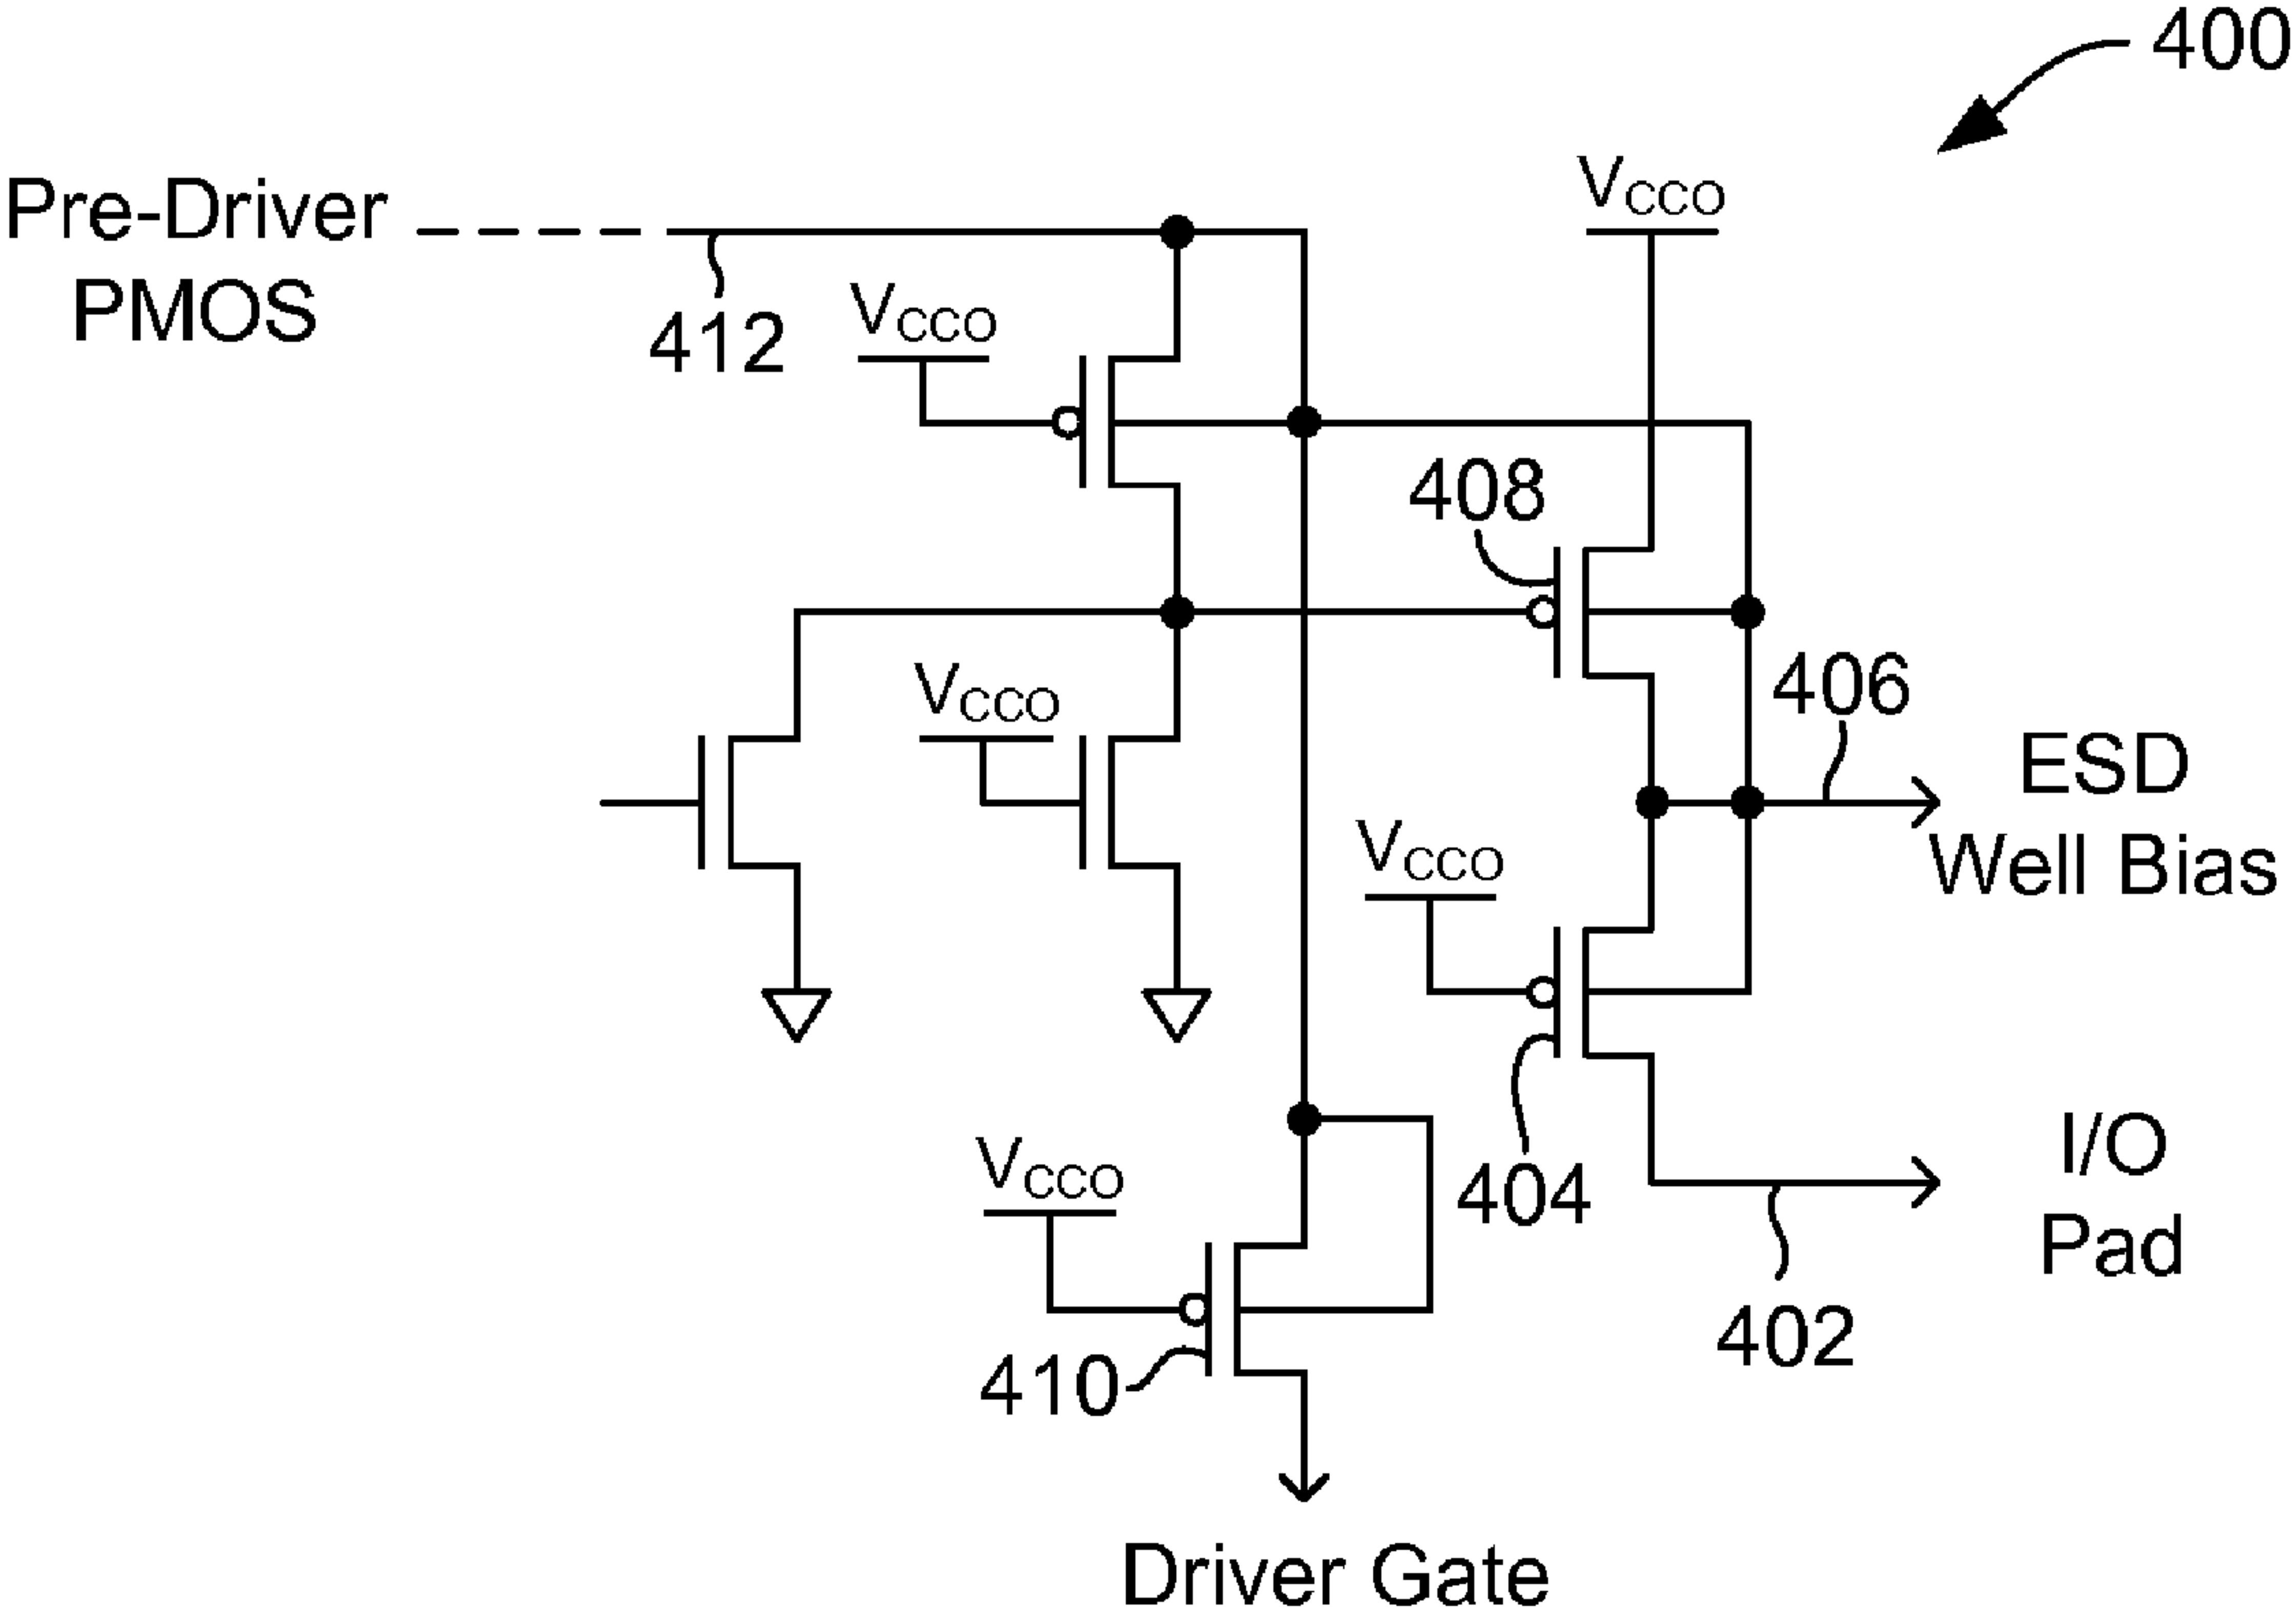 400
Pre-Driver
PMOS
412
VCCO
VCCO
408
VCCO
406
ESD
Well Bias
VCCO
404
I/O
Pad
402
VCCO
410
Driver Gate